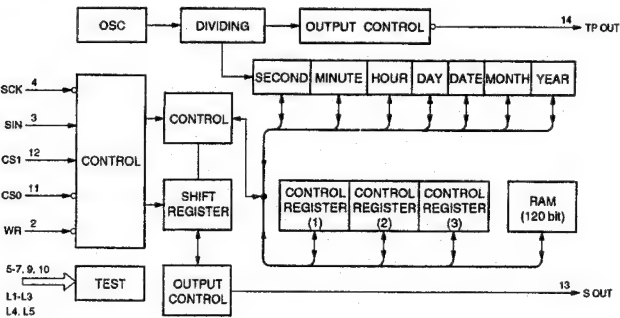 OSC
DIVIDING
OUTPUT CONTROL
14
TP OUT
SECOND
MINUTE
HOUR
DAY
DATE
MONTH
YEAR
SCK
4
SIN
3
CS1
12
CS0
11
WR
2
CONTROL
CONTROL
SHIFT
REGISTER
CONTROL
REGISTER
(1)
CONTROL
REGISTER
(2)
CONTROL
REGISTER
(3)
RAM
(120 bit)
5-7, 9, 10
L1-L3
L4, L5
TEST
OUTPUT
CONTROL
13
S OUT